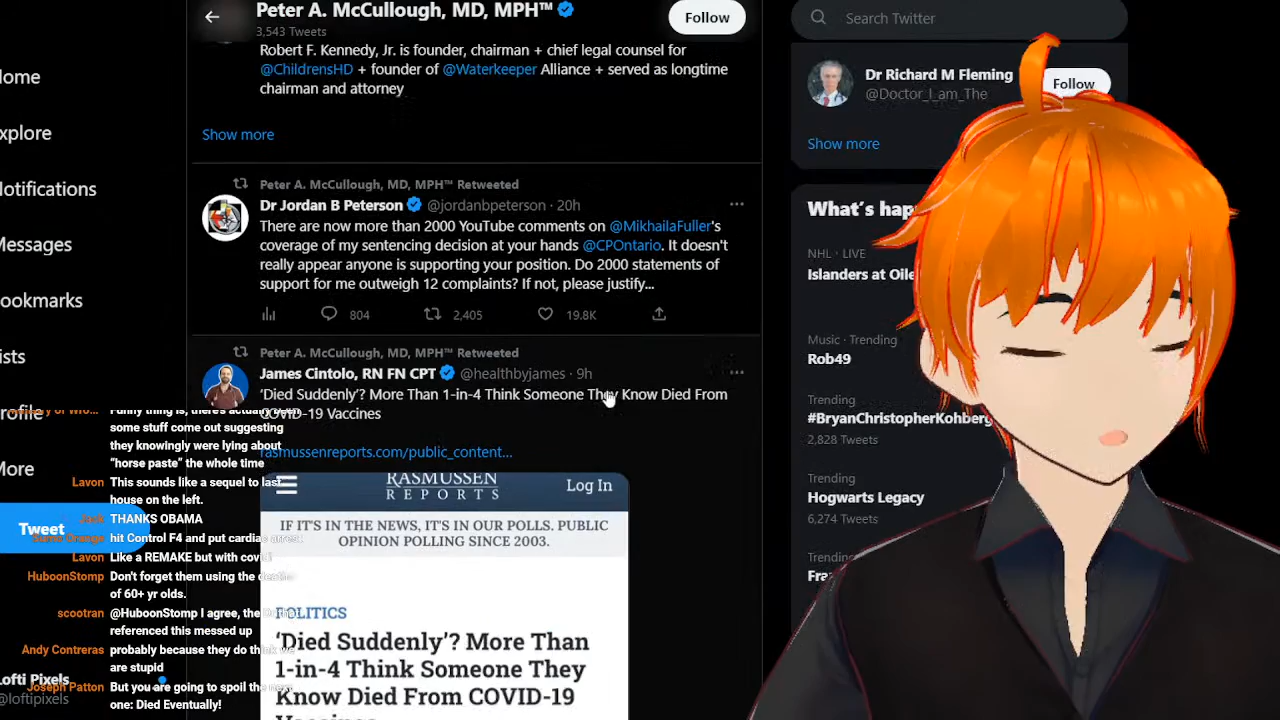 Peter A. McCullough, MD, MPH™
3,543 Tweets
Follow
Robert F. Kennedy, Jr. is founder, chairman + chief legal counsel for
@ChildrensHD + founder of @Waterkeeper Alliance + served as longtime
chairman and attorney
Show more
Peter A. McCullough, MD, MPH™ Retweeted
Dr Jordan B Peterson @jordanbpeterson · 20h
There are now more than 2000 YouTube comments on @MikhailaFuller's
coverage of my sentencing decision at your hands @CPOntario. It doesn't
really appear anyone is supporting your position. Do 2000 statements of
support for me outweigh 12 complaints? If not, please justify...
804
2,405
19.8K
Peter A. McCullough, MD, MPH™ Retweeted
James Cintolo, RN FN CPT @healthbyjames · 9h
‘Died Suddenly’? More Than 1-in-4 Think Someone They Know Died From
COVID-19 Vaccines
rasmussenreports.com/public_content...
RASMUSSEN
REPORTS
Log In
IF IT'S IN THE NEWS, IT'S IN OUR POLLS. PUBLIC
OPINION POLLING SINCE 2003.
POLITICS
‘Died Suddenly’? More Than
1-in-4 Think Someone They
Know Died From COVID-19
ome
xplore
otifications
essages
ookmarks
ists
rofile
More
Tweet
Lofti Pixels
@loftipixels
some stuff come out suggesting
they knowingly were lying about
"horse paste" the whole time
Lavon This sounds like a sequel to last
house on the left.
THANKS OBAMA
hit Control F4 and put cardiac arrest
Lavon Like a REMAKE but with covid
HuboonStomp Don't forget them using the deaths
of 60+ yr olds.
scootran @HuboonStomp I agree, the
referenced this messed up
Andy Contreras probably because they do think we
are stupid
Joseph Patton But you are going to spoil the next
one: Died Eventually!
Search Twitter
Dr Richard M Fleming
@Doctor_I_am_The
Follow
Show more
What's hap
NHL · LIVE
Islanders at Oile
Music · Trending
Rob49
Trending
#BryanChristopherKohberg
2,828 Tweets
Trending
Hogwarts Legacy
6,274 Tweets
Trendin
Fra